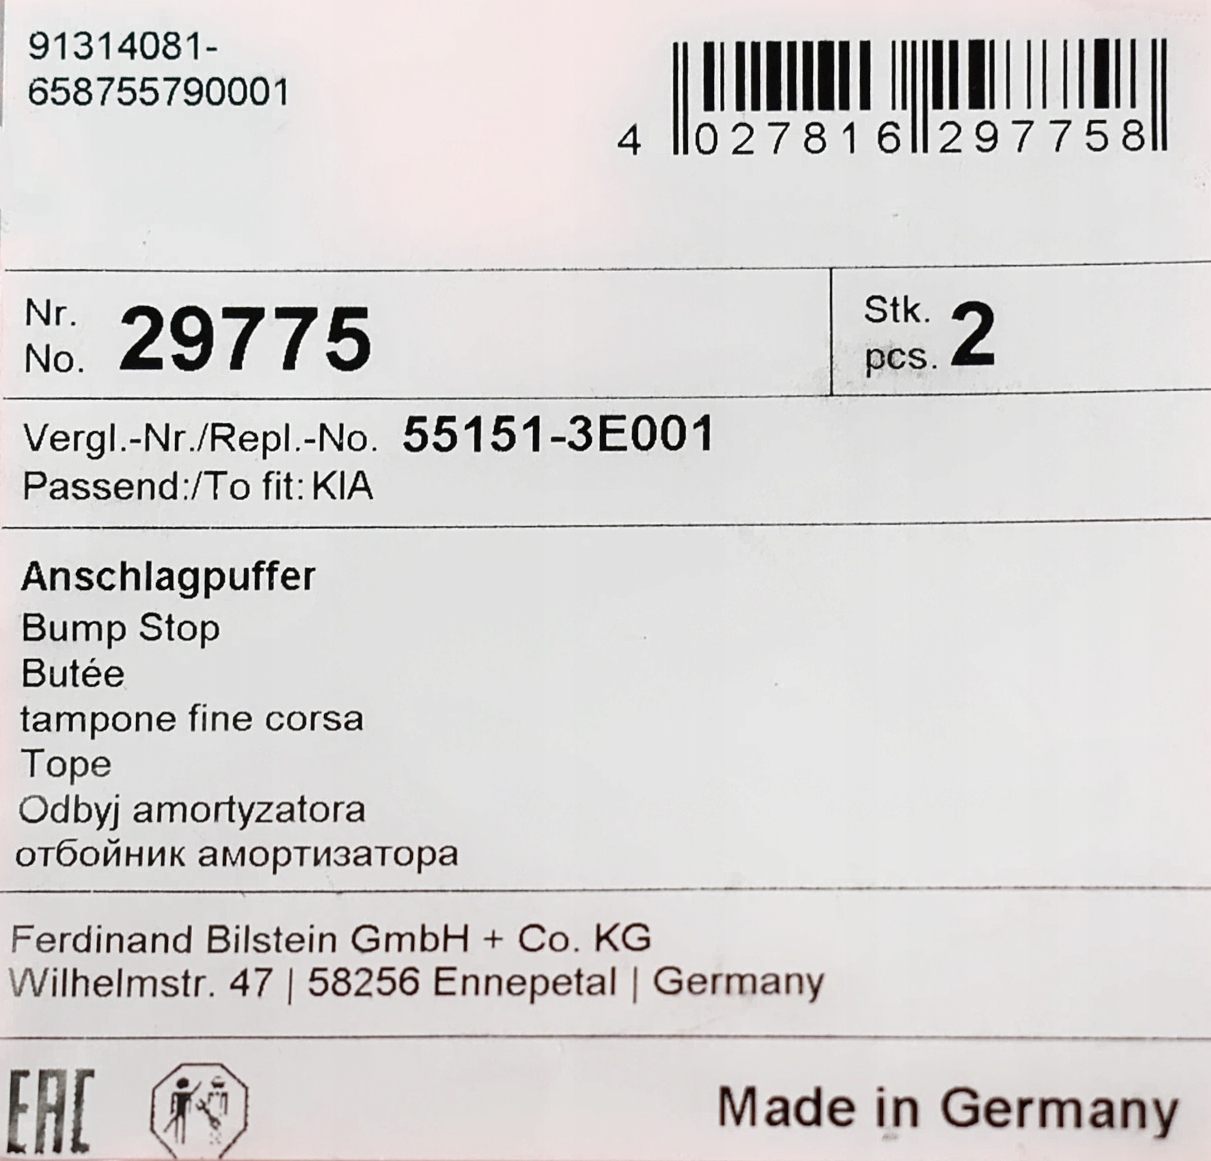 91314081-
658755790001
4 027816 297758
Nr.
No. 29775
Stk.
pcs. 2
Vergl.-Nr./Repl.-No. 55151-3E001
Passend:/To fit: KIA
Anschlagpuffer
Bump Stop
Butée
tampone fine corsa
Tope
Odbyj amortyzatora
отбойник амортизатора
Ferdinand Bilstein GmbH + Co. KG
Wilhelmstr. 47 | 58256 Ennepetal | Germany
EAC
Made in Germany